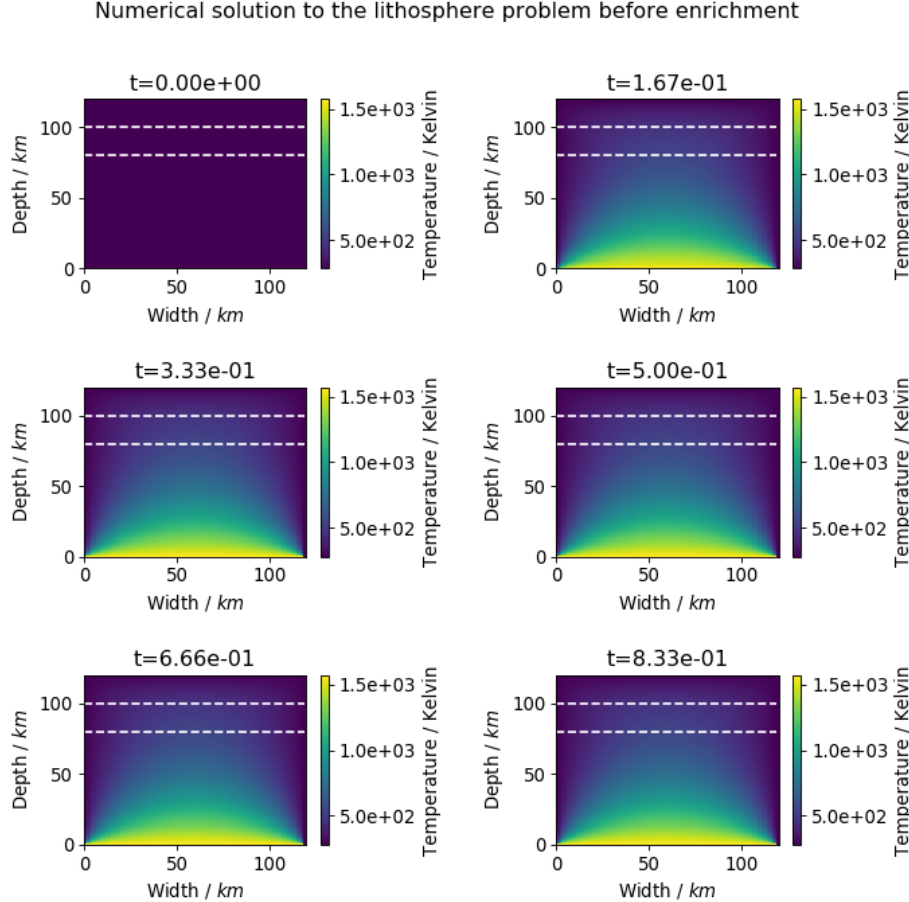 Numerical solution to the lithosphere problem before enrichment
t=0.00e+00
Depth / km
100
50
0
0 50 100
Width / km
1.5e+03
1.0e+03
5.0e+02
Temperature / Kelvin
t=1.67e-01
Depth / km
100
50
0
0 50 100
Width / km
1.5e+03
1.0e+03
5.0e+02
Temperature / Kelvin
t=3.33e-01
Depth / km
100
50
0
0 50 100
Width / km
1.5e+03
1.0e+03
5.0e+02
Temperature / Kelvin
t=5.00e-01
Depth / km
100
50
0
0 50 100
Width / km
1.5e+03
1.0e+03
5.0e+02
Temperature / Kelvin
t=6.66e-01
Depth / km
100
50
0
0 50 100
Width / km
1.5e+03
1.0e+03
5.0e+02
Temperature / Kelvin
t=8.33e-01
Depth / km
100
50
0
0 50 100
Width / km
1.5e+03
1.0e+03
5.0e+02
Temperature / Kelvin